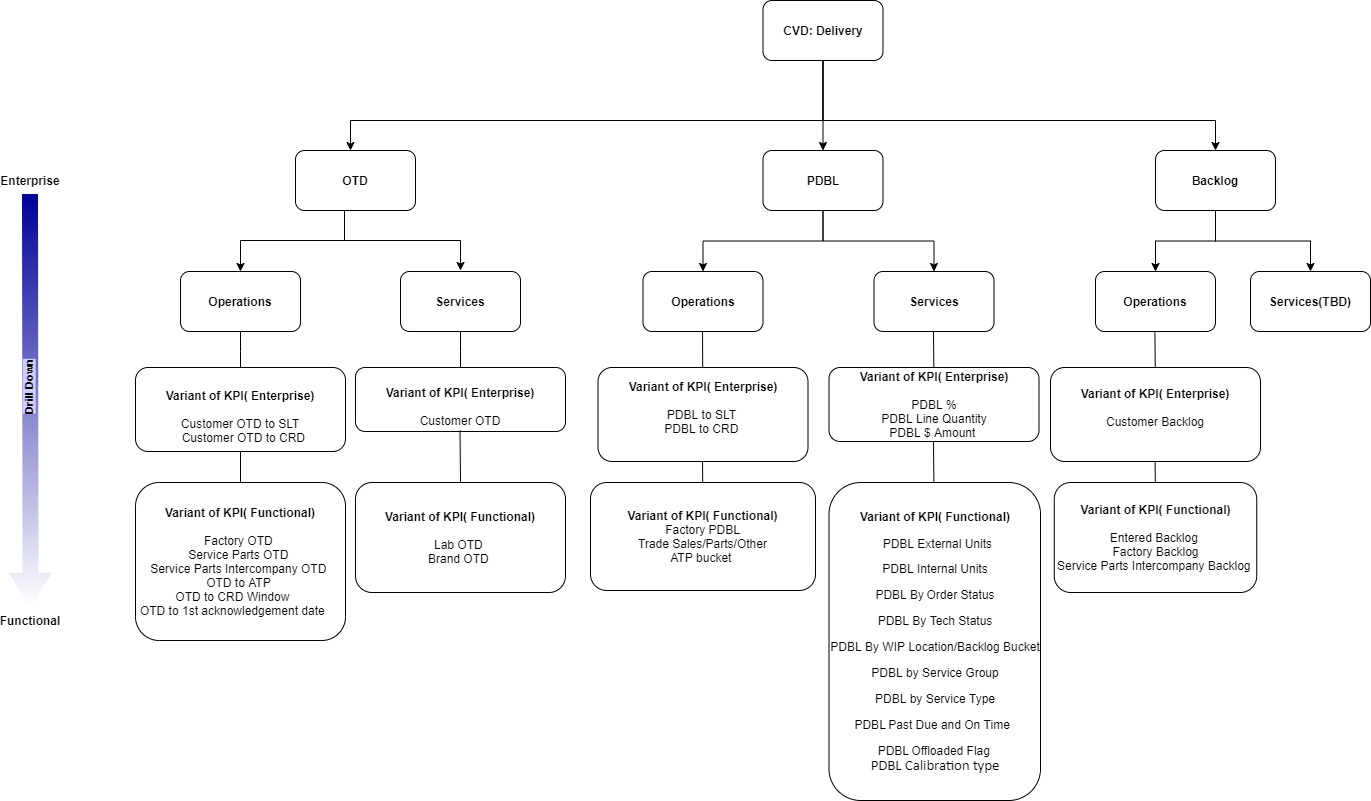 CVD: Delivery
Enterprise
OTD
PDBL
Backlog
Operations
Services
Operations
Services
Operations
Services(TBD)
Drill Down
Variant of KPI( Enterprise)
Customer OTD to SLT
Customer OTD to CRD
Variant of KPI( Enterprise)
Customer OTD
Variant of KPI( Enterprise)
PDBL to SLT
PDBL to CRD
Variant of KPI( Enterprise)
PDBL %
PDBL Line Quantity
PDBL $ Amount
Variant of KPI( Enterprise)
Customer Backlog
Variant of KPI( Functional)
Factory OTD
Service Parts OTD
Service Parts Intercompany OTD
OTD to ATP
OTD to CRD Window
OTD to 1st acknowledgement date
Variant of KPI( Functional)
Lab OTD
Brand OTD
Variant of KPI( Functional)
Factory PDBL
Trade Sales/Parts/Other
ATP bucket
Variant of KPI( Functional)
PDBL External Units
PDBL Internal Units
PDBL By Order Status
PDBL By Tech Status
PDBL By WIP Location/Backlog Bucket
PDBL by Service Group
PDBL by Service Type
PDBL Past Due and On Time
PDBL Offloaded Flag
PDBL Calibration type
Variant of KPI( Functional)
Entered Backlog
Factory Backlog
Service Parts Intercompany Backlog
Functional